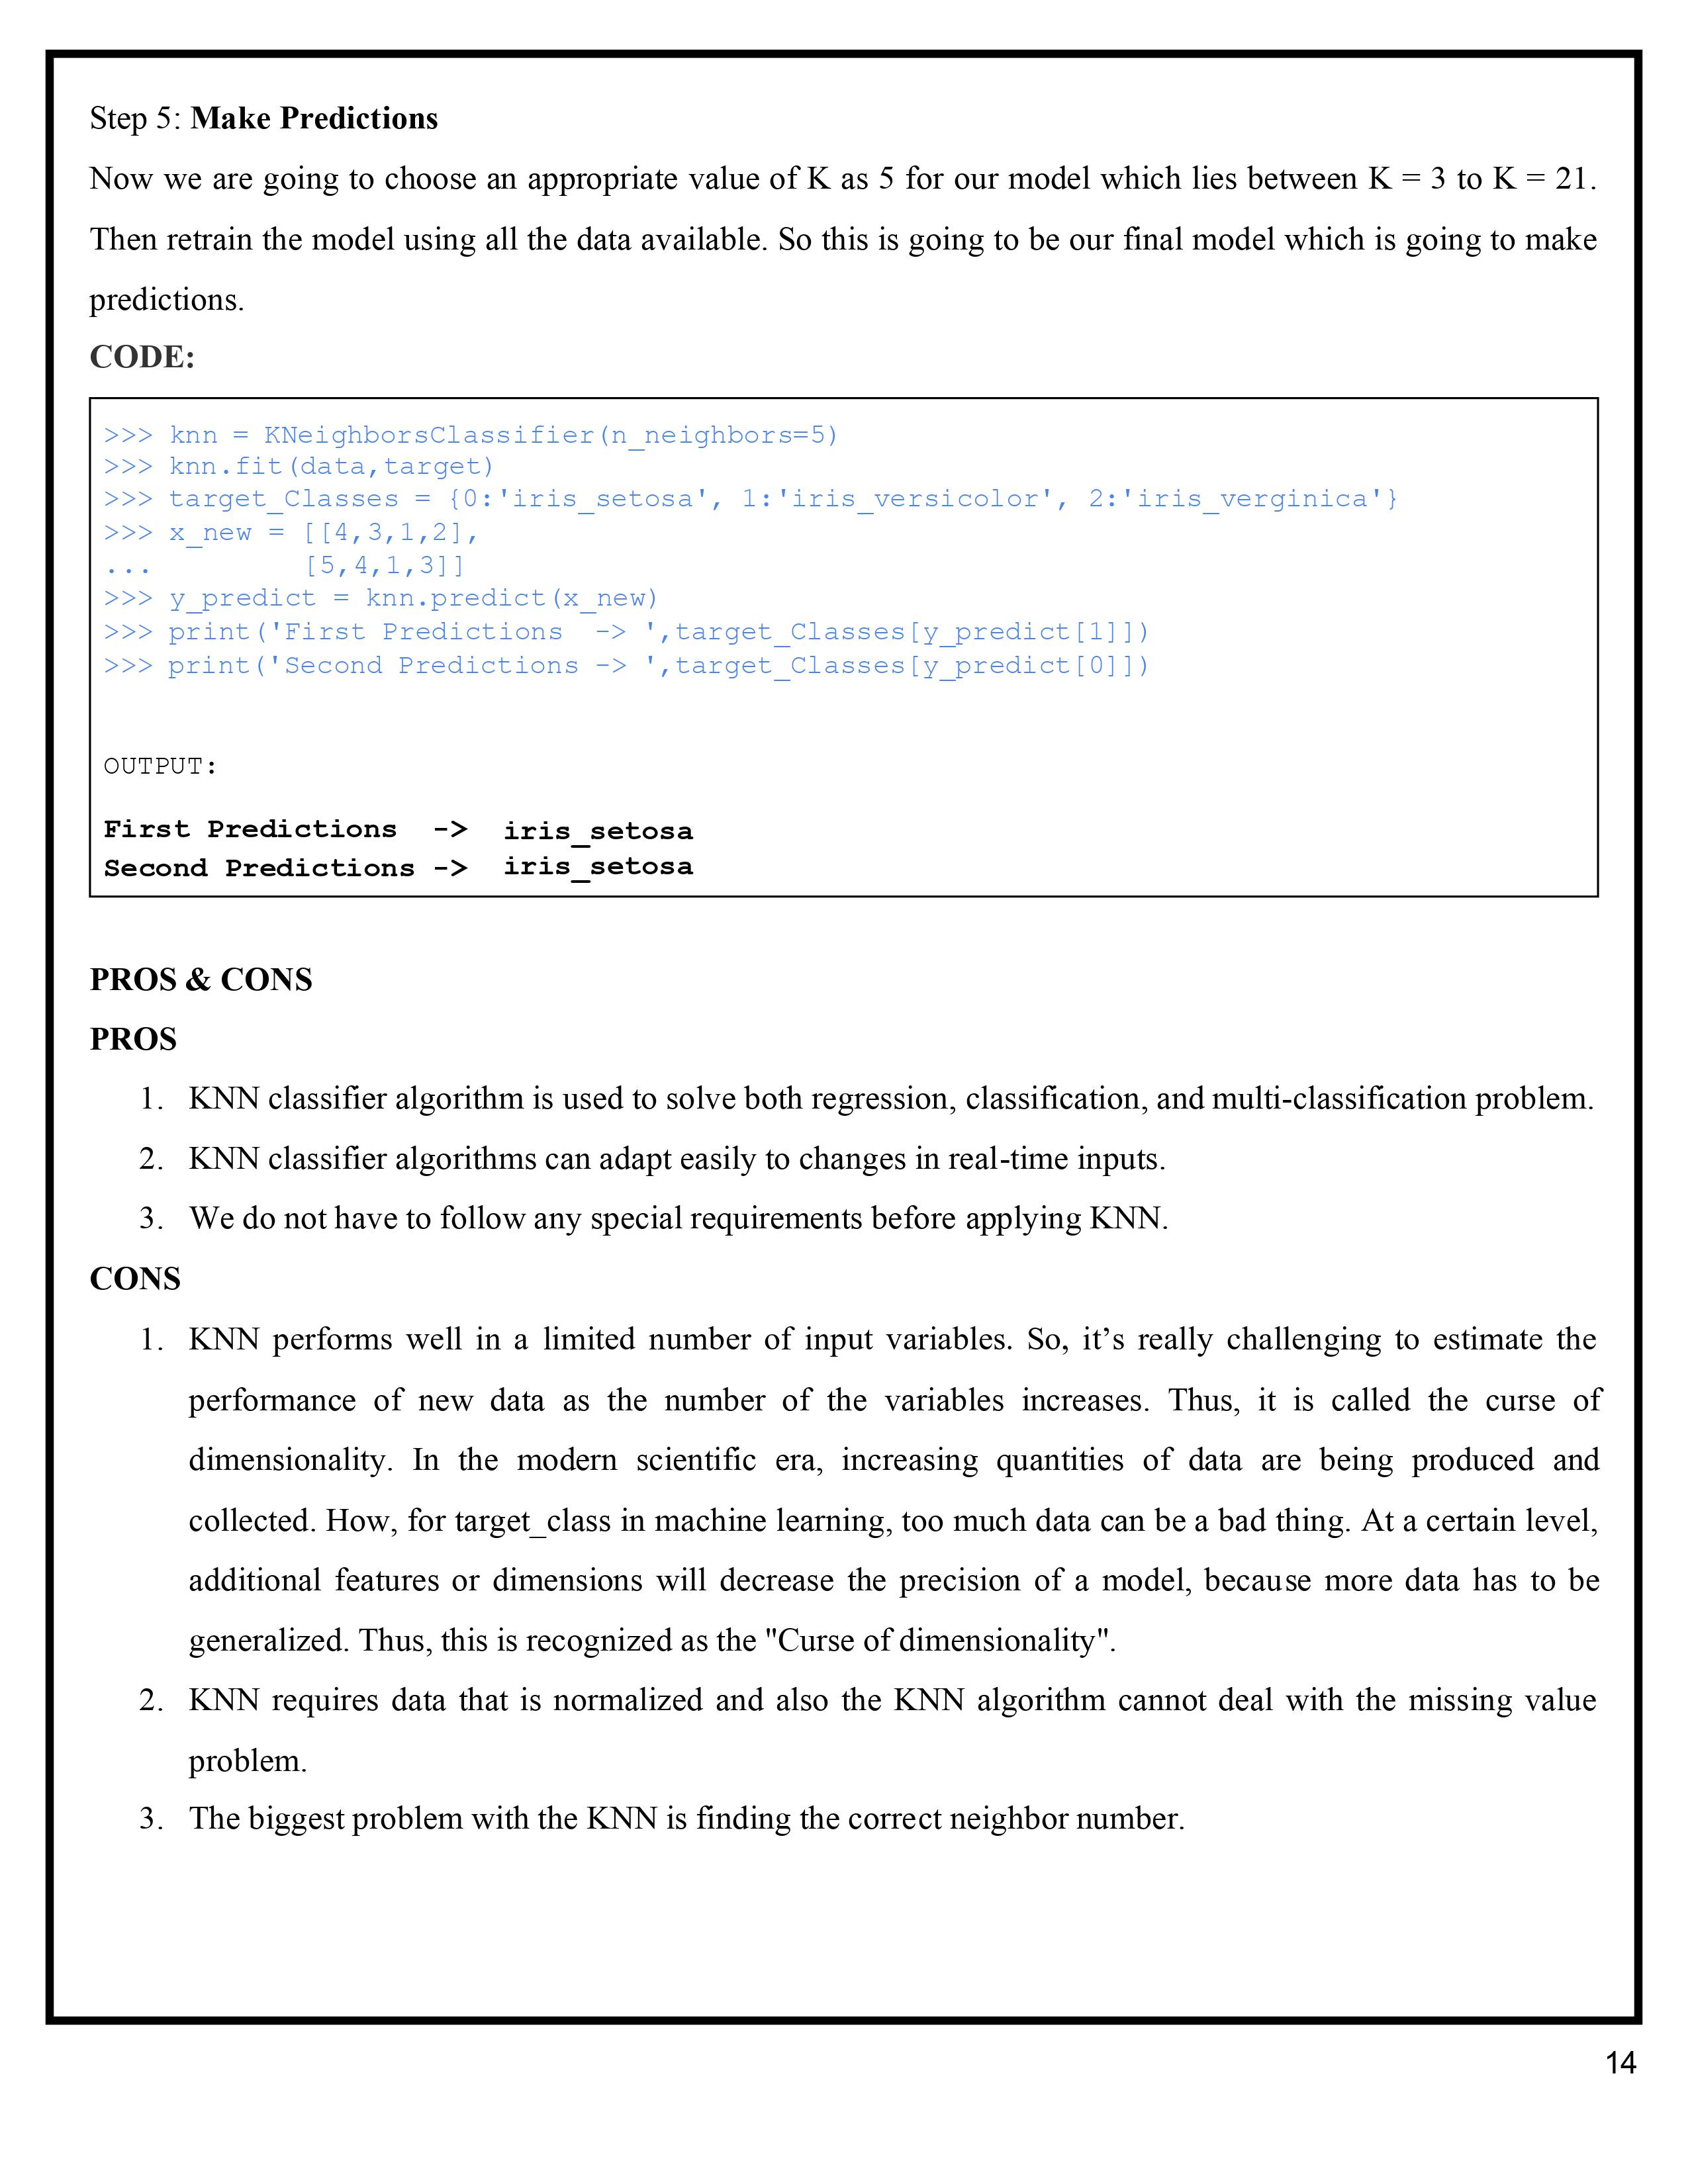 Step 5: Make Predictions
Now we are going to choose an appropriate value of K as 5 for our model which lies between K = 3 to K = 21.
Then retrain the model using all the data available. So this is going to be our final model which is going to make
predictions.
CODE:
>>> knn = KNeighborsClassifier(n_neighbors=5)
>>> knn.fit(data,target)
>>> target_Classes = {0:'iris_setosa', 1:'iris_versicolor', 2:'iris_verginica'}
>>> x_new = [[4,3,1,2],
...         [5,4,1,3]]
>>> y_predict = knn.predict(x_new)
>>> print('First Predictions  -> ',target_Classes[y_predict[1]])
>>> print('Second Predictions -> ',target_Classes[y_predict[0]])
OUTPUT:
First Predictions  ->  iris_setosa
Second Predictions ->  iris_setosa
PROS & CONS
PROS
1. KNN classifier algorithm is used to solve both regression, classification, and multi-classification problem.
2. KNN classifier algorithms can adapt easily to changes in real-time inputs.
3. We do not have to follow any special requirements before applying KNN.
CONS
1. KNN performs well in a limited number of input variables. So, it’s really challenging to estimate the
performance of new data as the number of the variables increases. Thus, it is called the curse of
dimensionality. In the modern scientific era, increasing quantities of data are being produced and
collected. How, for target_class in machine learning, too much data can be a bad thing. At a certain level,
additional features or dimensions will decrease the precision of a model, because more data has to be
generalized. Thus, this is recognized as the "Curse of dimensionality".
2. KNN requires data that is normalized and also the KNN algorithm cannot deal with the missing value
problem.
3. The biggest problem with the KNN is finding the correct neighbor number.
14